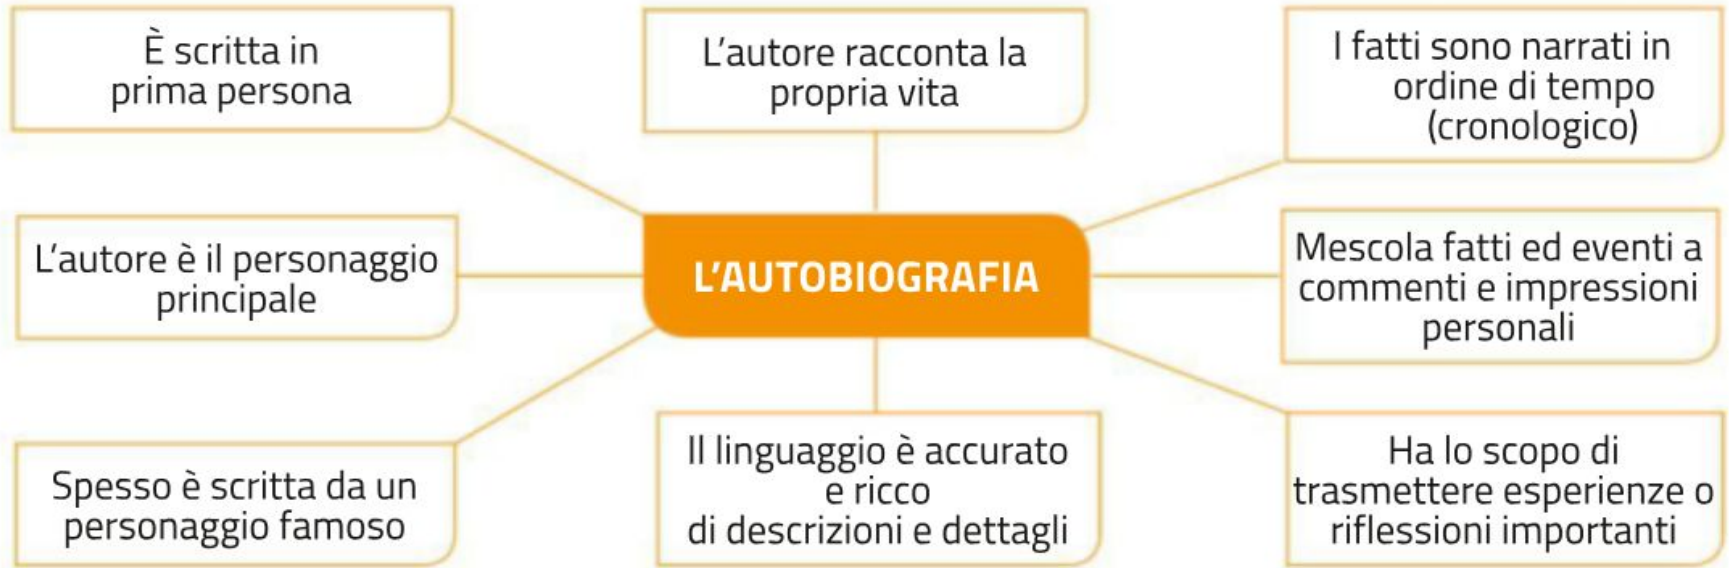 È scritta in
prima persona
L'autore racconta la
propria vita
I fatti sono narrati in
ordine di tempo
(cronologico)
L'autore è il personaggio
principale
L'AUTOBIOGRAFIA
Mescola fatti ed eventi a
commenti e impressioni
personali
Spesso è scritta da un
personaggio famoso
Il linguaggio è accurato
e ricco
di descrizioni e dettagli
Ha lo scopo di
trasmettere esperienze o
riflessioni importanti